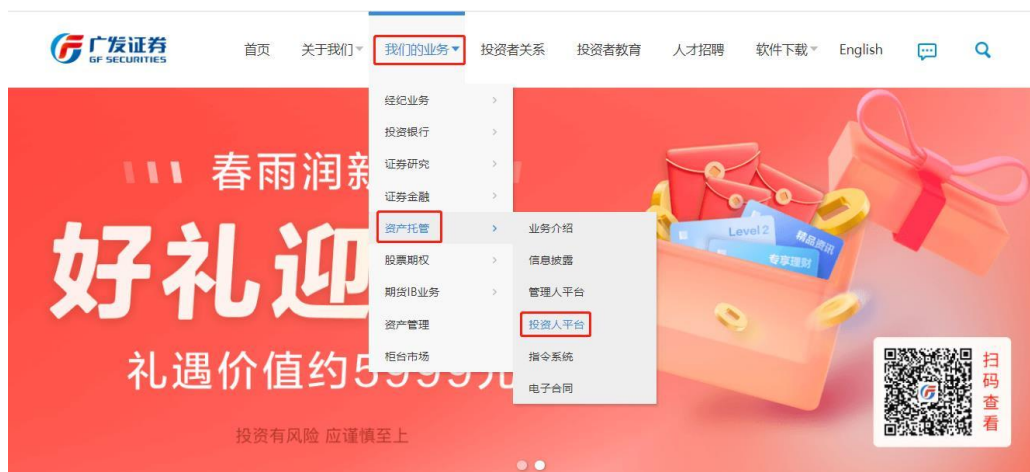 广发证券
GF SECURITIES
首页 关于我们 我们的业务 投资者关系 投资者教育 人才招聘 软件下载 English
经纪业务
投资银行
证券研究
证券金融
资产托管
股票期权
期货IB业务
资产管理
柜台市场
业务介绍
信息披露
管理人平台
投资人平台
指令系统
电子合同
春雨润新
好礼迎
礼遇价值约5999元
投资有风险 应谨慎至上
Level 2
精品资讯
专享理财
扫码查看